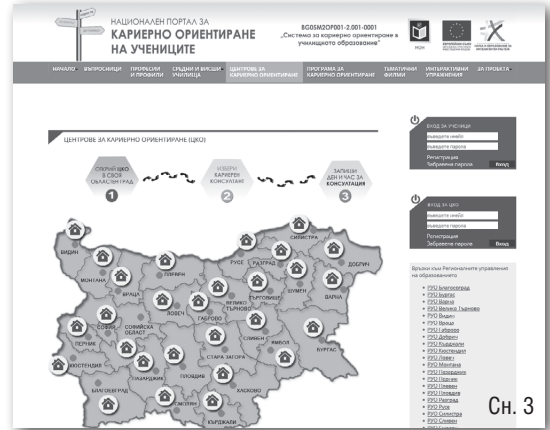 НАЦИОНАЛЕН ПОРТАЛ ЗА
КАРИЕРНО ОРИЕНТИРАНЕ
НА УЧЕНИЦИТЕ
BG05M2OP001-2.001-0001
„Система за кариерно ориентиране в
училищното образование“
МОН
НАЧАЛО
ВЪПРОСНИЦИ
ПРОФЕСИИ
И ПРОФИЛИ
СРЕДНИ И ВИСШИ
УЧИЛИЩА
ЦЕНТРОВЕ ЗА
КАРИЕРНО ОРИЕНТИРАНЕ
ПРОГРАМА ЗА
КАРИЕРНО ОРИЕНТИРАНЕ
ТЕМАТИЧНИ
ФИЛМИ
ИНТЕРАКТИВНИ
УПРАЖНЕНИЯ
ЗА ПРОЕКТА
ЦЕНТРОВЕ ЗА КАРИЕРНО ОРИЕНТИРАНЕ (ЦКО)
ОТКРИЙ ЦКО
В СВОЯ
ОБЛАСТЕН ГРАД
1
ИЗБЕРИ
КАРИЕРЕН
КОНСУЛТАНТ
2
ЗАПИШИ
ДЕН И ЧАС ЗА
КОНСУЛТАЦИЯ
3
ВИДИН
МОНТАНА
ВРАЦА
ПЛЕВЕН
ЛОВЕЧ
ГАБРОВО
ВЕЛИКО
ТЪРНОВО
РУСЕ
РАЗГРАД
СИЛИСТРА
ДОБРИЧ
ТЪРГОВИЩЕ
ШУМЕН
ВАРНА
СОФИЯ
СОФИЙСКА
ОБЛАСТ
ПЕРНИК
КЮСТЕНДИЛ
БЛАГОЕВГРАД
ПАЗАРДЖИК
ПЛОВДИВ
СМОЛЯН
КЪРДЖАЛИ
ХАСКОВО
СТАРА ЗАГОРА
СЛИВЕН
ЯМБОЛ
БУРГАС
ВХОД ЗА УЧЕНИЦИ
въведете имейл
въведете парола
Регистрация
Забравена парола
Вход
ВХОД ЗА ЦКО
въведете имейл
въведете парола
Регистрация
Забравена парола
Вход
Връзки към Регионалните управления
на образованието
РУО Благоевград
РУО Бургас
РУО Варна
РУО Велико Търново
РУО Видин
РУО Враца
РУО Габрово
РУО Добрич
РУО Кърджали
РУО Кюстендил
РУО Ловеч
РУО Монтана
РУО Пазарджик
РУО Перник
РУО Плевен
РУО Пловдив
РУО Разград
РУО Русе
РУО Силистра
РУО Сливен
Сн. 3